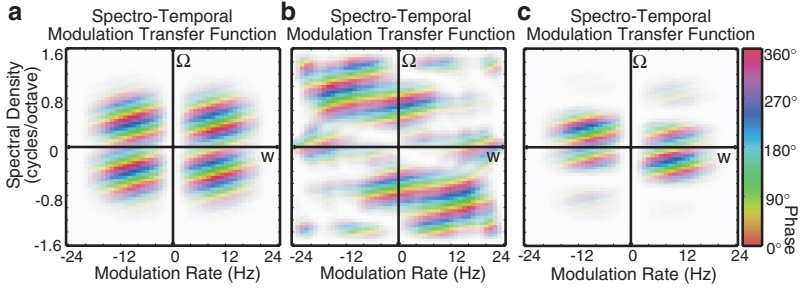 a
Spectro-Temporal
Modulation Transfer Function
b
Spectro-Temporal
Modulation Transfer Function
c
Spectro-Temporal
Modulation Transfer Function
Spectral Density
(cycles/octave)
1.6
0.8
0
-0.8
-1.6
Ω
w
-24 -12 0 12 24
Modulation Rate (Hz)
Ω
w
-24 -12 0 12 24
Modulation Rate (Hz)
Ω
w
-24 -12 0 12 24
Modulation Rate (Hz)
360°
270°
180°
90°
0°
Phase